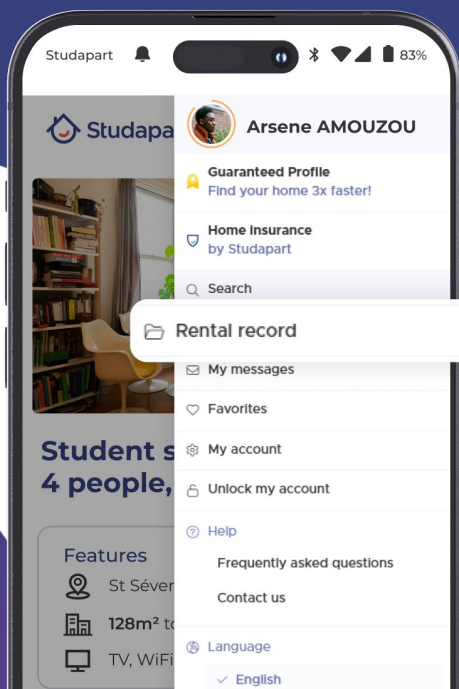 Studapart
83%
Studapa
Arsene AMOUZOU
Guaranteed Profile
Find your home 3x faster!
Home Insurance
by Studapart
Search
Rental record
My messages
Favorites
My account
Unlock my account
Help
Frequently asked questions
Contact us
Language
English
Student s
4 people,
Features
St Séver
128m² to
TV, WiFi